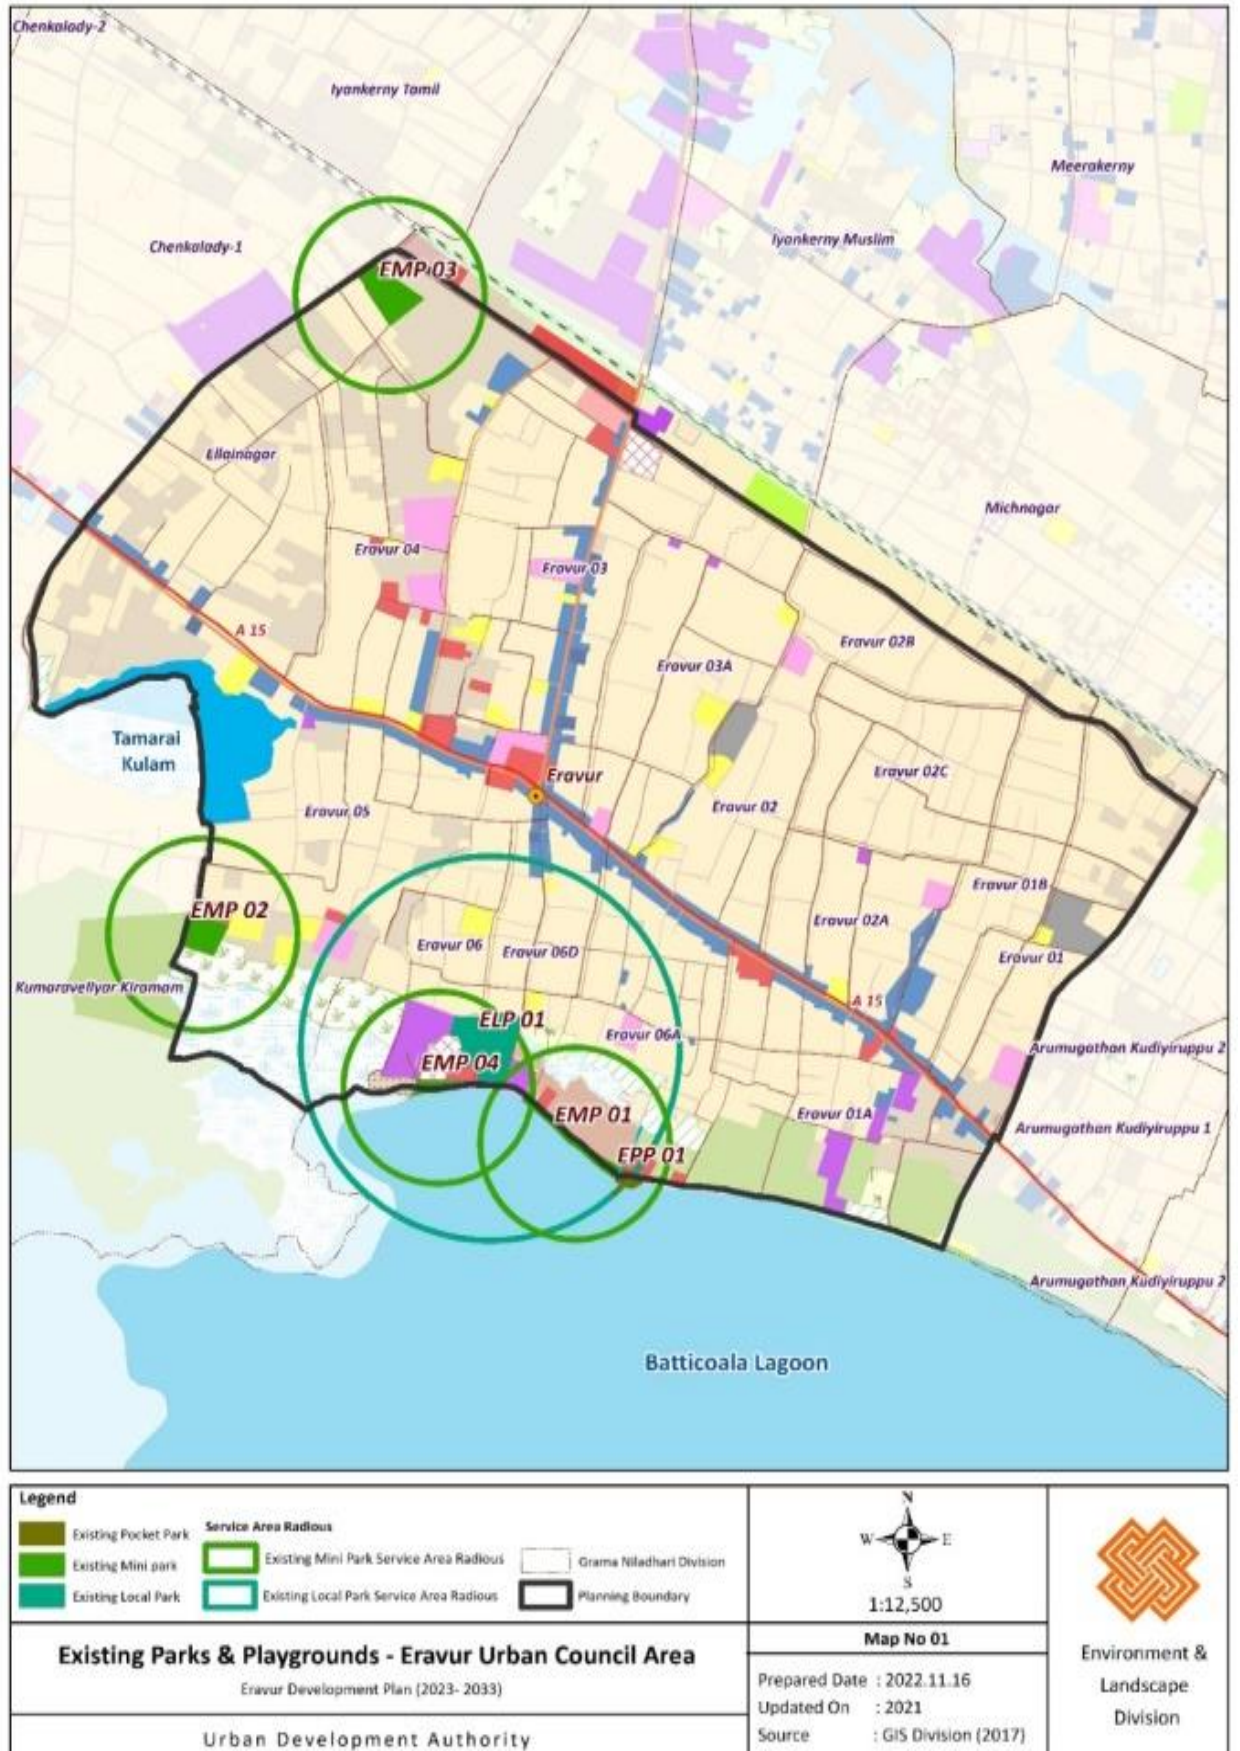 Chenkalady-2
Iyankerny Tamil
Meerakerny
Chenkalady-1
Iyankerny Muslim
EMP 03
Ellainagar
Michnagar
Eravur 04
Eravur 03
A 15
Eravur 02B
Eravur 03A
Tamarai
Kulam
Eravur
Eravur 02C
Eravur 05
Eravur 02
Eravur 01B
EMP 02
Eravur 02A
Eravur 06
Eravur 06D
Eravur 01
Kumaravellyar Kiramam
A 15
ELP 01
Eravur 06A
Arumugathan Kudiyiruppu 2
EMP 04
EMP 01
Eravur 01A
Arumugathan Kudiyiruppu 1
EPP 01
Arumugathan Kudiyiruppu 2
Batticoala Lagoon
Legend
Existing Pocket Park
Existing Mini park
Existing Local Park
Service Area Radious
Existing Mini Park Service Area Radious
Existing Local Park Service Area Radious
Grama Niladhari Division
Planning Boundary
N
W E
S
1:12,500
Existing Parks & Playgrounds - Eravur Urban Council Area
Eravur Development Plan (2023- 2033)
Urban Development Authority
Map No 01
Prepared Date : 2022.11.16
Updated On : 2021
Source : GIS Division (2017)
Environment &
Landscape
Division